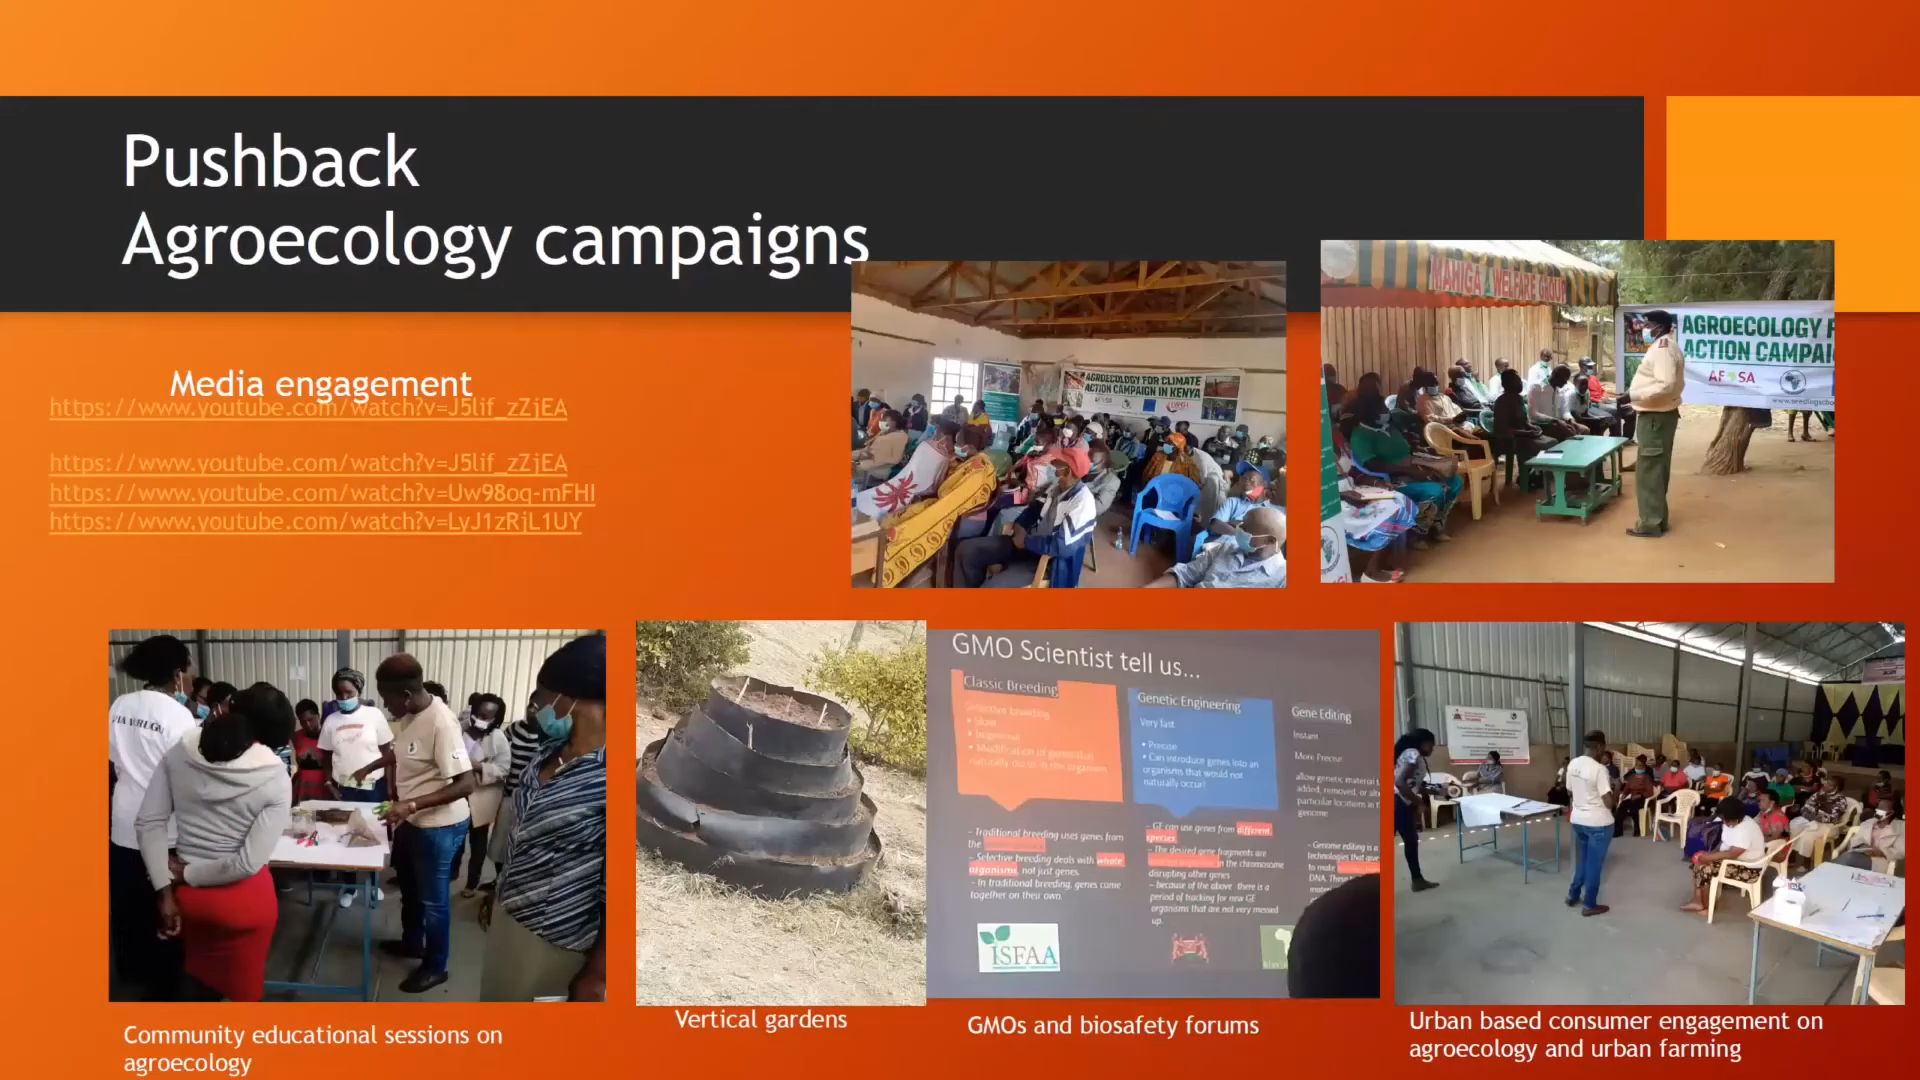 Pushback
Agroecology campaigns
Media engagement
https://www.youtube.com/watch?v=J5lif_zZjEA
https://www.youtube.com/watch?v=J5lif_zZjEA
https://www.youtube.com/watch?v=Uw98oq-mFHI
https://www.youtube.com/watch?v=LyJ1zRjL1UY
AGROECOLOGY FOR CLIMATE
ACTION CAMPAIGN IN KENYA
MAHIGA WELFARE GROUP
AGROECOLOGY F
ACTION CAMPAI
AFSA
GMO Scientist tell us...
Classic Breeding
Selective breeding
• Slow
• Modification of genes that
naturally occur in the organism
Genetic Engineering
Very fast
• Precise
• Can introduce genes into an
organisms that would not
naturally occur!
Gene Editing
Instant
More Precise
allow genetic material t
added, removed, or alt
particular locations in t
genome
- Traditional breeding uses genes from
the
- Selective breeding deals with whole
organisms, not just genes.
- In traditional breeding, genes come
together on their own.
- GE can use genes from different
species
- The desired gene fragments are
in the chromosome
disrupting other genes
- because of the above there is a
period of tracking for new GE
organisms that are not very messed
up.
- Genome editing is a
technologies that give
to make
DNA. These
ISFAA
Community educational sessions on
agroecology
Vertical gardens
GMOs and biosafety forums
Urban based consumer engagement on
agroecology and urban farming